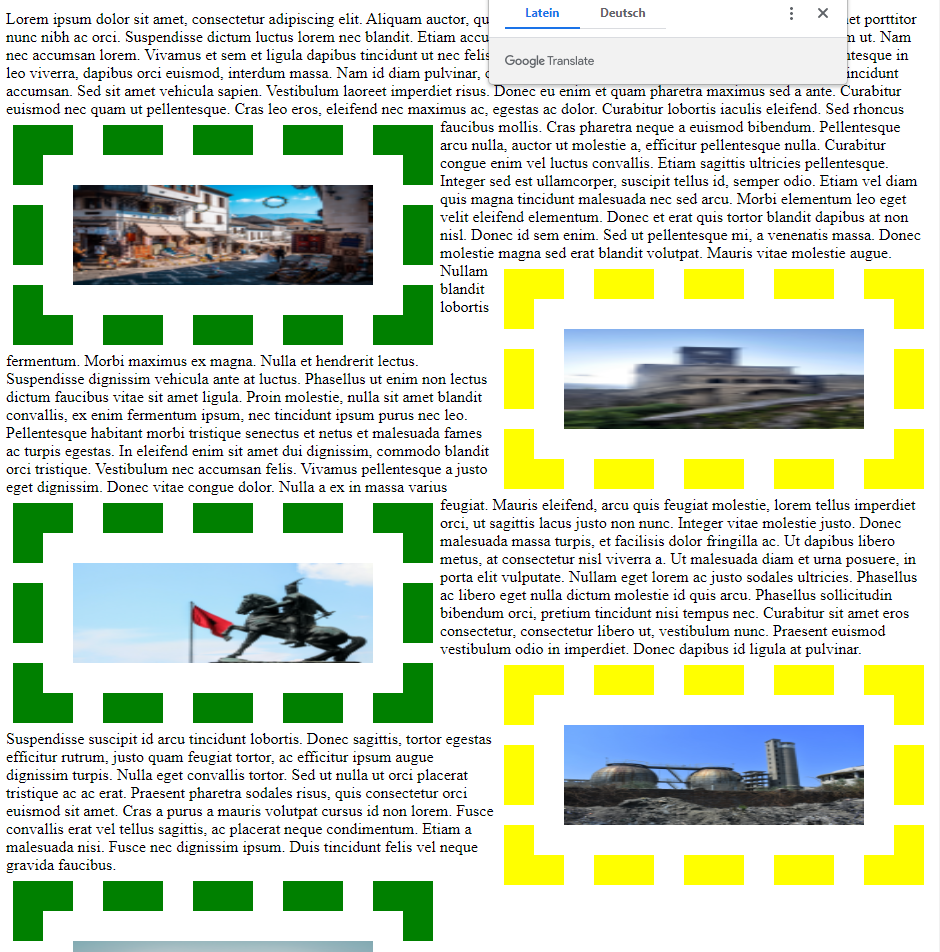 Latein Deutsch
Google Translate
Lorem ipsum dolor sit amet, consectetur adipiscing elit. Aliquam auctor, qu et porttitor
nunc nibh ac orci. Suspendisse dictum luctus lorem nec blandit. Etiam accu m ut. Nam
nec accumsan lorem. Vivamus et sem et ligula dapibus tincidunt ut nec felis tesque in
leo viverra, dapibus orci euismod, interdum massa. Nam id diam pulvinar, incidunt
accumsan. Sed sit amet vehicula sapien. Vestibulum laoreet imperdiet risus. Donec eu enim et quam pharetra maximus sed a ante. Curabitur
euismod nec quam ut pellentesque. Cras leo eros, eleifend nec maximus ac, egestas ac dolor. Curabitur lobortis iaculis eleifend. Sed rhoncus
faucibus mollis. Cras pharetra neque a euismod bibendum. Pellentesque
arcu nulla, auctor ut molestie a, efficitur pellentesque nulla. Curabitur
congue enim vel luctus convallis. Etiam sagittis ultricies pellentesque.
Integer sed est ullamcorper, suscipit tellus id, semper odio. Etiam vel diam
quis magna tincidunt malesuada nec sed arcu. Morbi elementum leo eget
velit eleifend elementum. Donec et erat quis tortor blandit dapibus at non
nisl. Donec id sem enim. Sed ut pellentesque mi, a venenatis massa. Donec
molestie magna sed erat blandit volutpat. Mauris vitae molestie augue.
Nullam
blandit
lobortis
fermentum. Morbi maximus ex magna. Nulla et hendrerit lectus.
Suspendisse dignissim vehicula ante at luctus. Phasellus ut enim non lectus
dictum faucibus vitae sit amet ligula. Proin molestie, nulla sit amet blandit
convallis, ex enim fermentum ipsum, nec tincidunt ipsum purus nec leo.
Pellentesque habitant morbi tristique senectus et netus et malesuada fames
ac turpis egestas. In eleifend enim sit amet dui dignissim, commodo blandit
orci tristique. Vestibulum nec accumsan felis. Vivamus pellentesque a justo
eget dignissim. Donec vitae congue dolor. Nulla a ex in massa varius
feugiat. Mauris eleifend, arcu quis feugiat molestie, lorem tellus imperdiet
orci, ut sagittis lacus justo non nunc. Integer vitae molestie justo. Donec
malesuada massa turpis, et facilisis dolor fringilla ac. Ut dapibus libero
metus, at consectetur nisl viverra a. Ut malesuada diam et urna posuere, in
porta elit vulputate. Nullam eget lorem ac justo sodales ultricies. Phasellus
ac libero eget nulla dictum molestie id quis arcu. Phasellus sollicitudin
bibendum orci, pretium tincidunt nisi tempus nec. Curabitur sit amet eros
consectetur, consectetur libero ut, vestibulum nunc. Praesent euismod
vestibulum odio in imperdiet. Donec dapibus id ligula at pulvinar.
Suspendisse suscipit id arcu tincidunt lobortis. Donec sagittis, tortor egestas
efficitur rutrum, justo quam feugiat tortor, ac efficitur ipsum augue
dignissim turpis. Nulla eget convallis tortor. Sed ut nulla ut orci placerat
tristique ac ac erat. Praesent pharetra sodales risus, quis consectetur orci
euismod sit amet. Cras a purus a mauris volutpat cursus id non lorem. Fusce
convallis erat vel tellus sagittis, ac placerat neque condimentum. Etiam a
malesuada nisi. Fusce nec dignissim ipsum. Duis tincidunt felis vel neque
gravida faucibus.